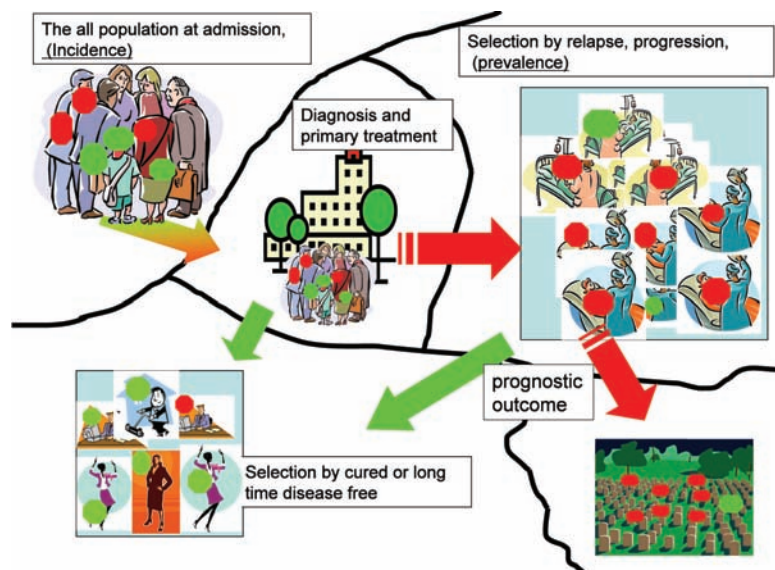 The all population at admission,
(Incidence)
Selection by relapse, progression,
(prevalence)
Diagnosis and
primary treatment
prognostic
outcome
Selection by cured or long
time disease free